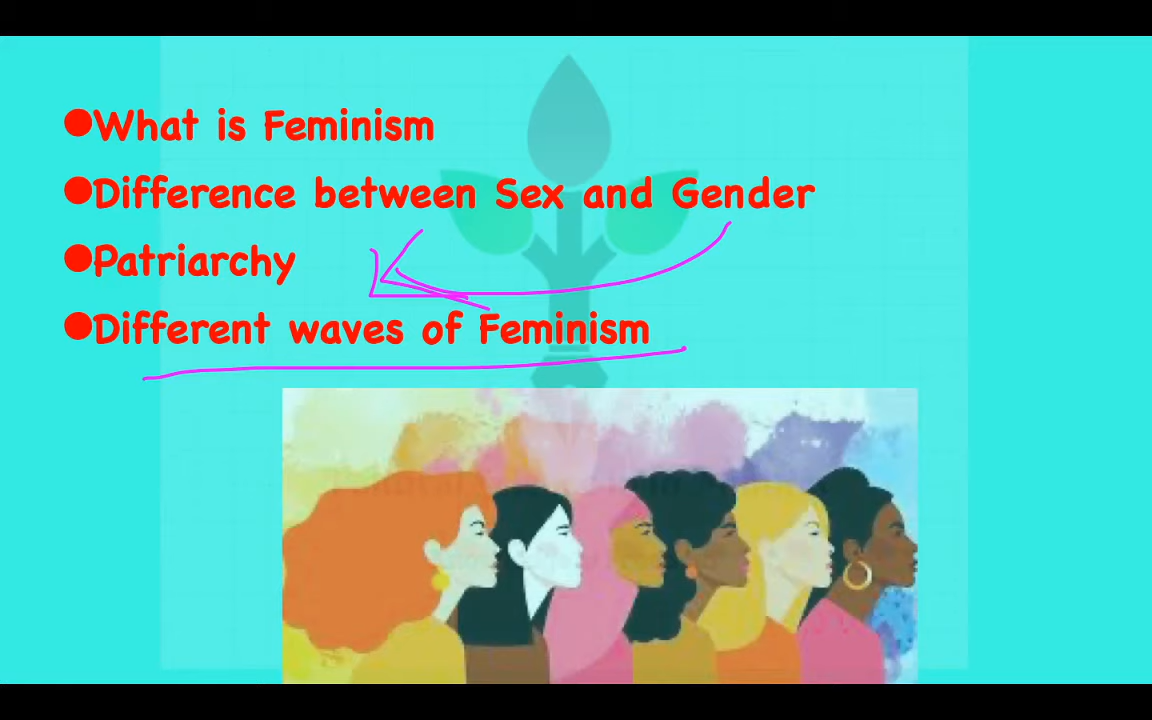 ●What is Feminism
●Difference between Sex and Gender
●Patriarchy
●Different waves of Feminism